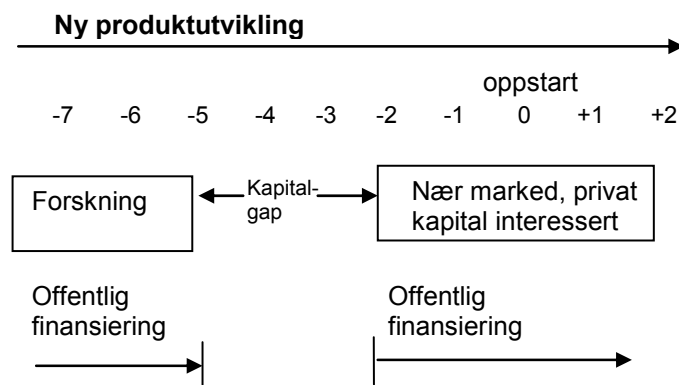 Ny produktutvikling
oppstart
-7 -6 -5 -4 -3 -2 -1 0 +1 +2
Forskning
Kapital-
gap
Nær marked, privat
kapital interessert
Offentlig
finansiering
Offentlig
finansiering